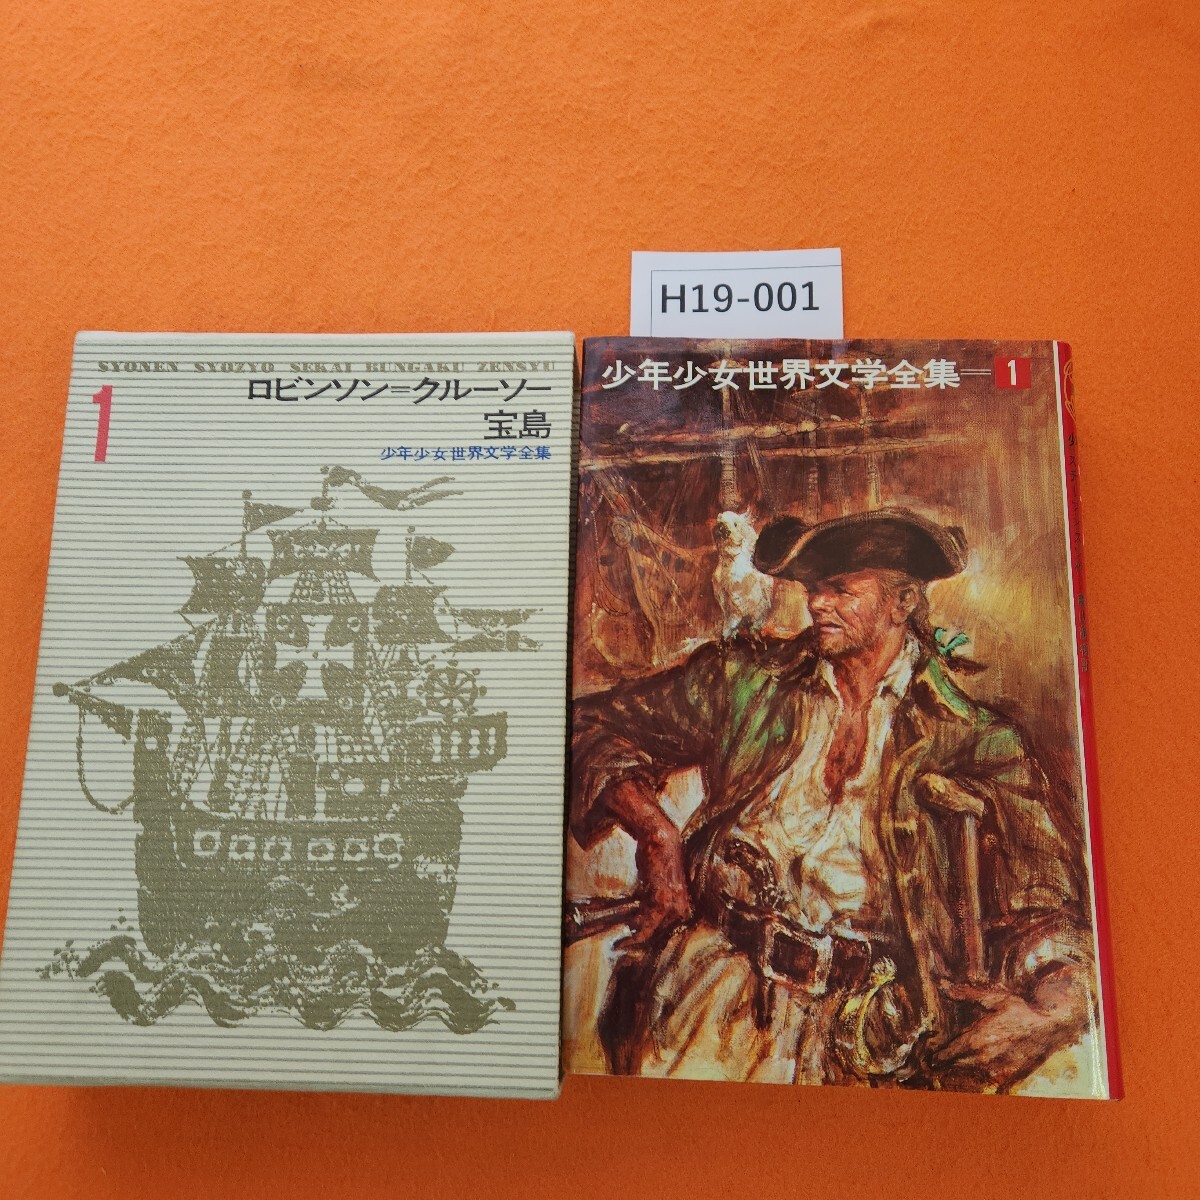 H19-001
SYONEN SYOZYO SEKAI BUNGAKU ZENSYU
1
ロビンソン=クルーソー
宝島
少年少女世界文学全集
少年少女世界文学全集=1